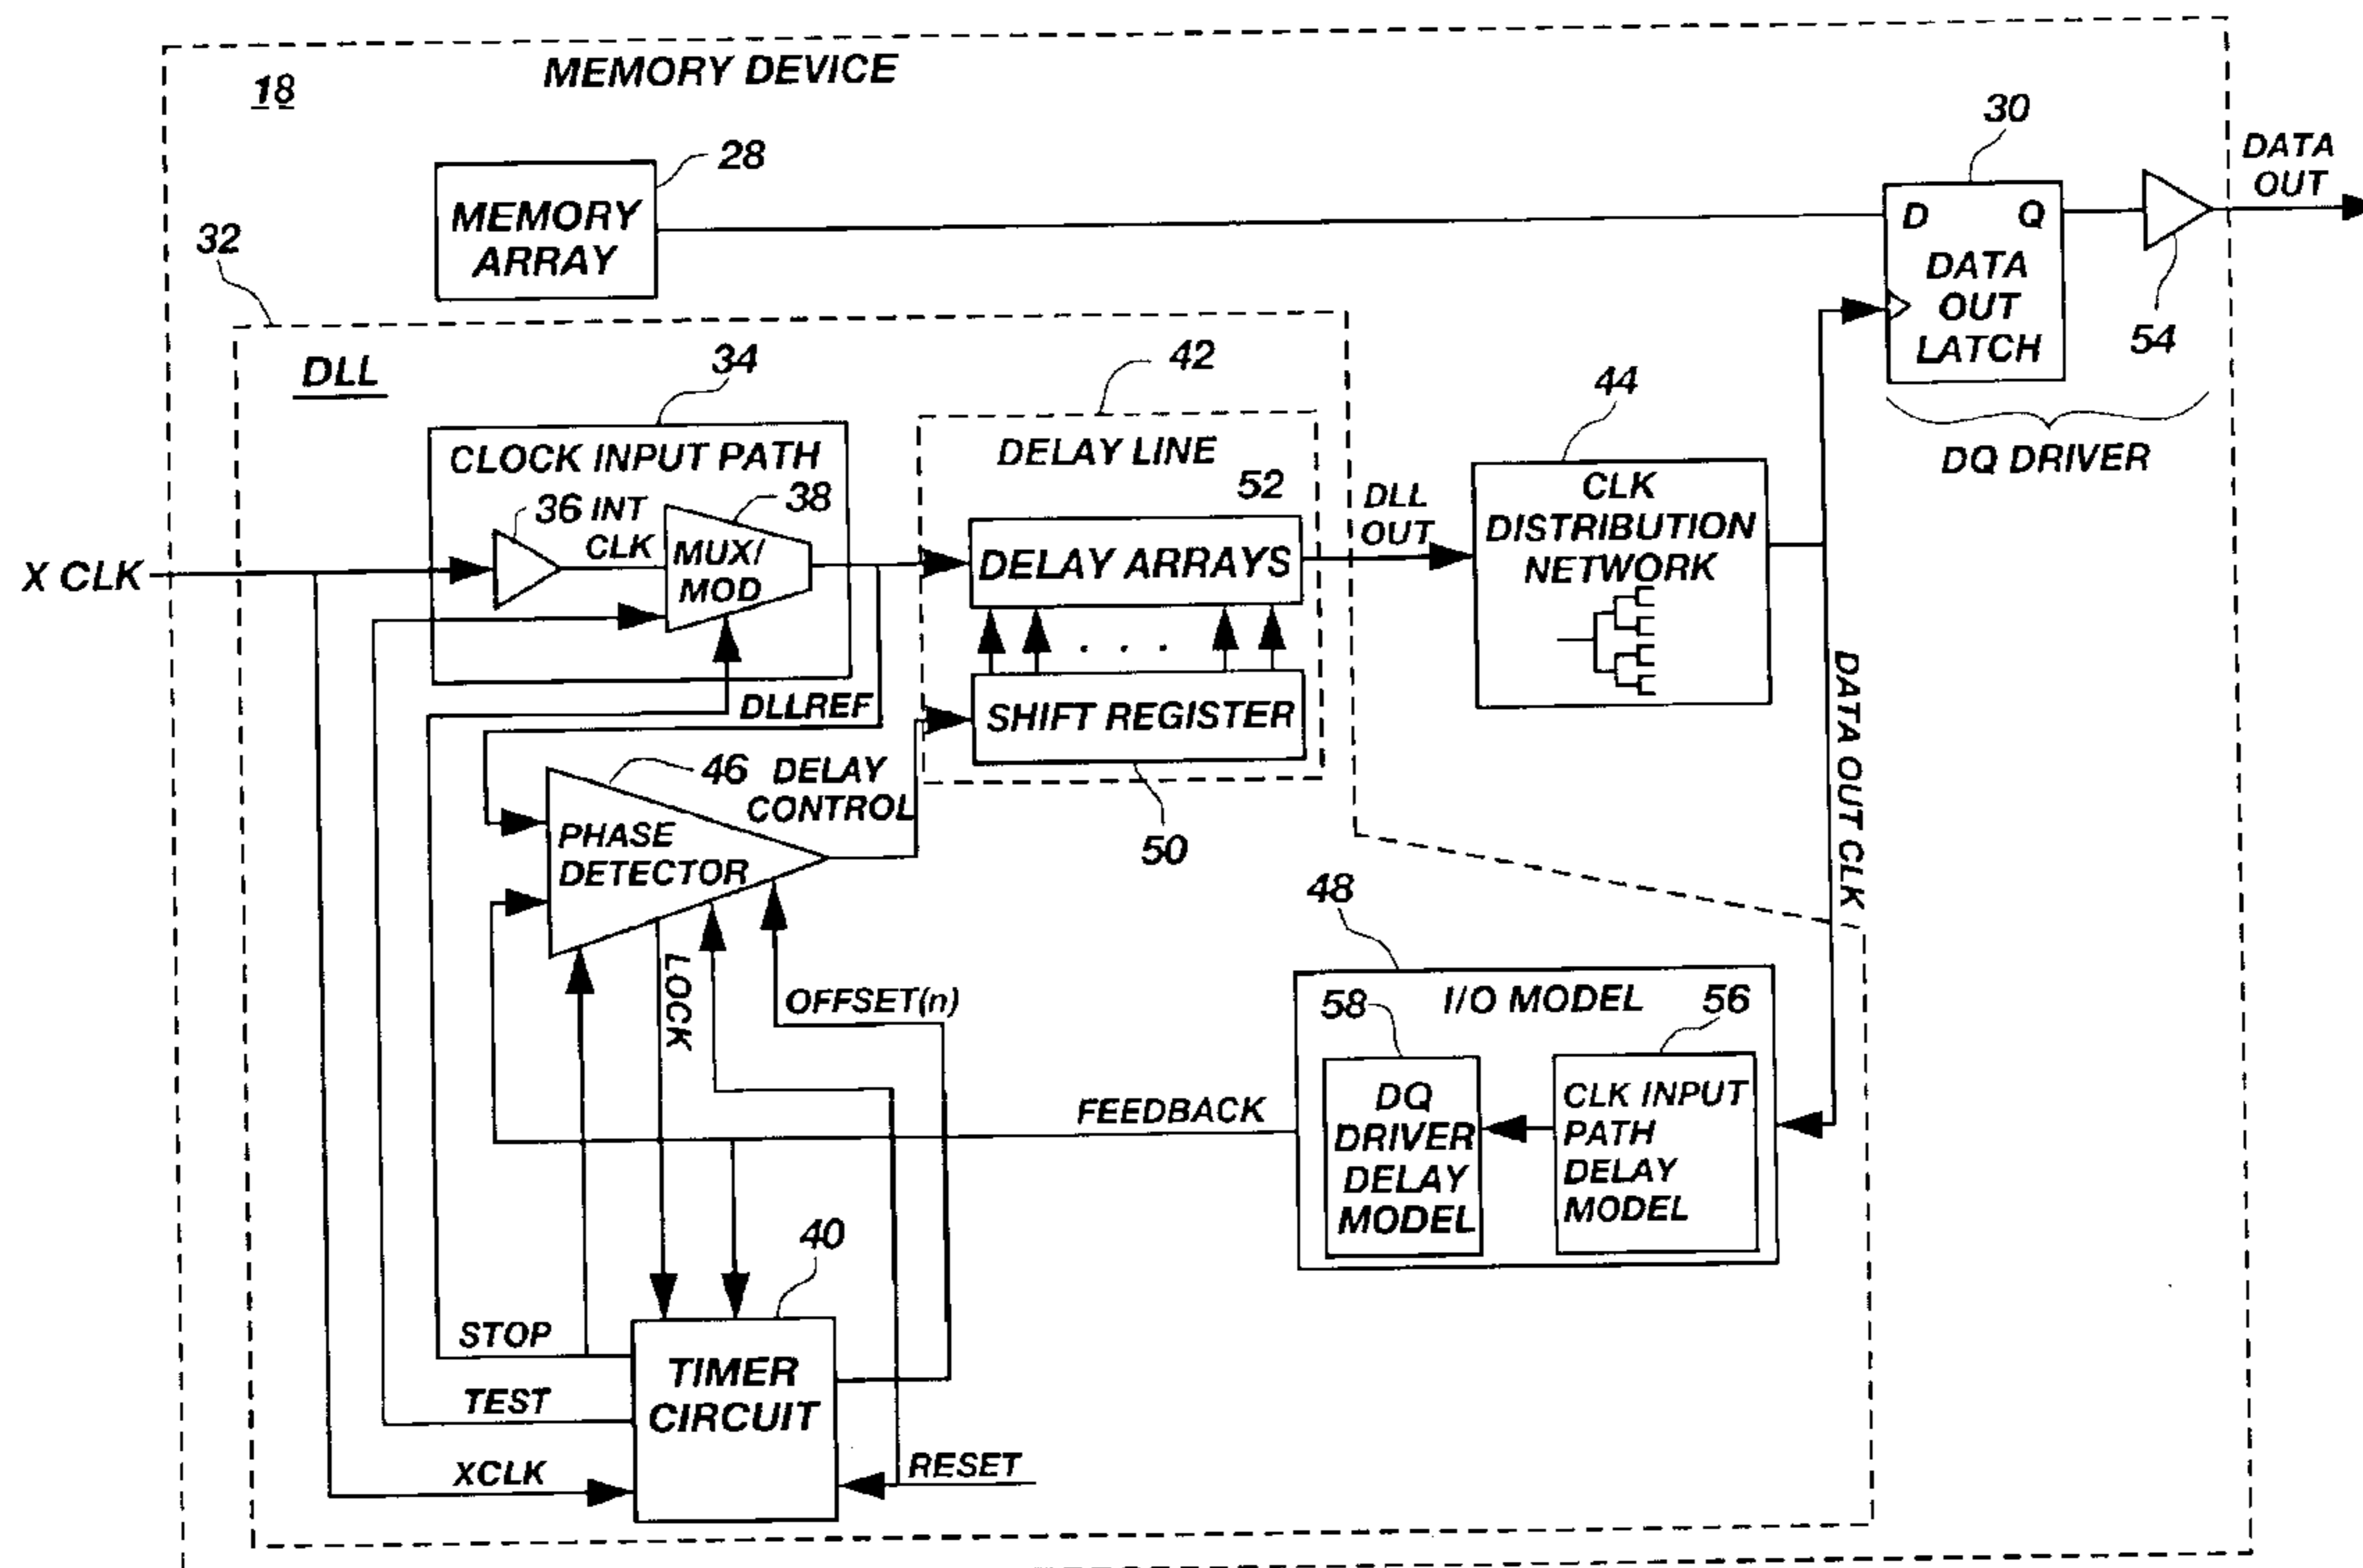 MEMORY DEVICE
18
30
DATA
OUT
28
MEMORY
ARRAY
D Q
DATA
OUT
LATCH
54
DQ DRIVER
32
DLL
34
CLOCK INPUT PATH
36 INT
CLK
38
MUX/
MOD
X CLK
42
DELAY LINE
52
DELAY ARRAYS
. . .
SHIFT REGISTER
50
DLL
OUT
44
CLK
DISTRIBUTION
NETWORK
DLLREF
46 DELAY
CONTROL
PHASE
DETECTOR
DATA OUT CLK
LOCK
OFFSET(n)
48
I/O MODEL
58
56
DQ
DRIVER
DELAY
MODEL
CLK INPUT
PATH
DELAY
MODEL
FEEDBACK
40
STOP
TIMER
CIRCUIT
TEST
XCLK
RESET